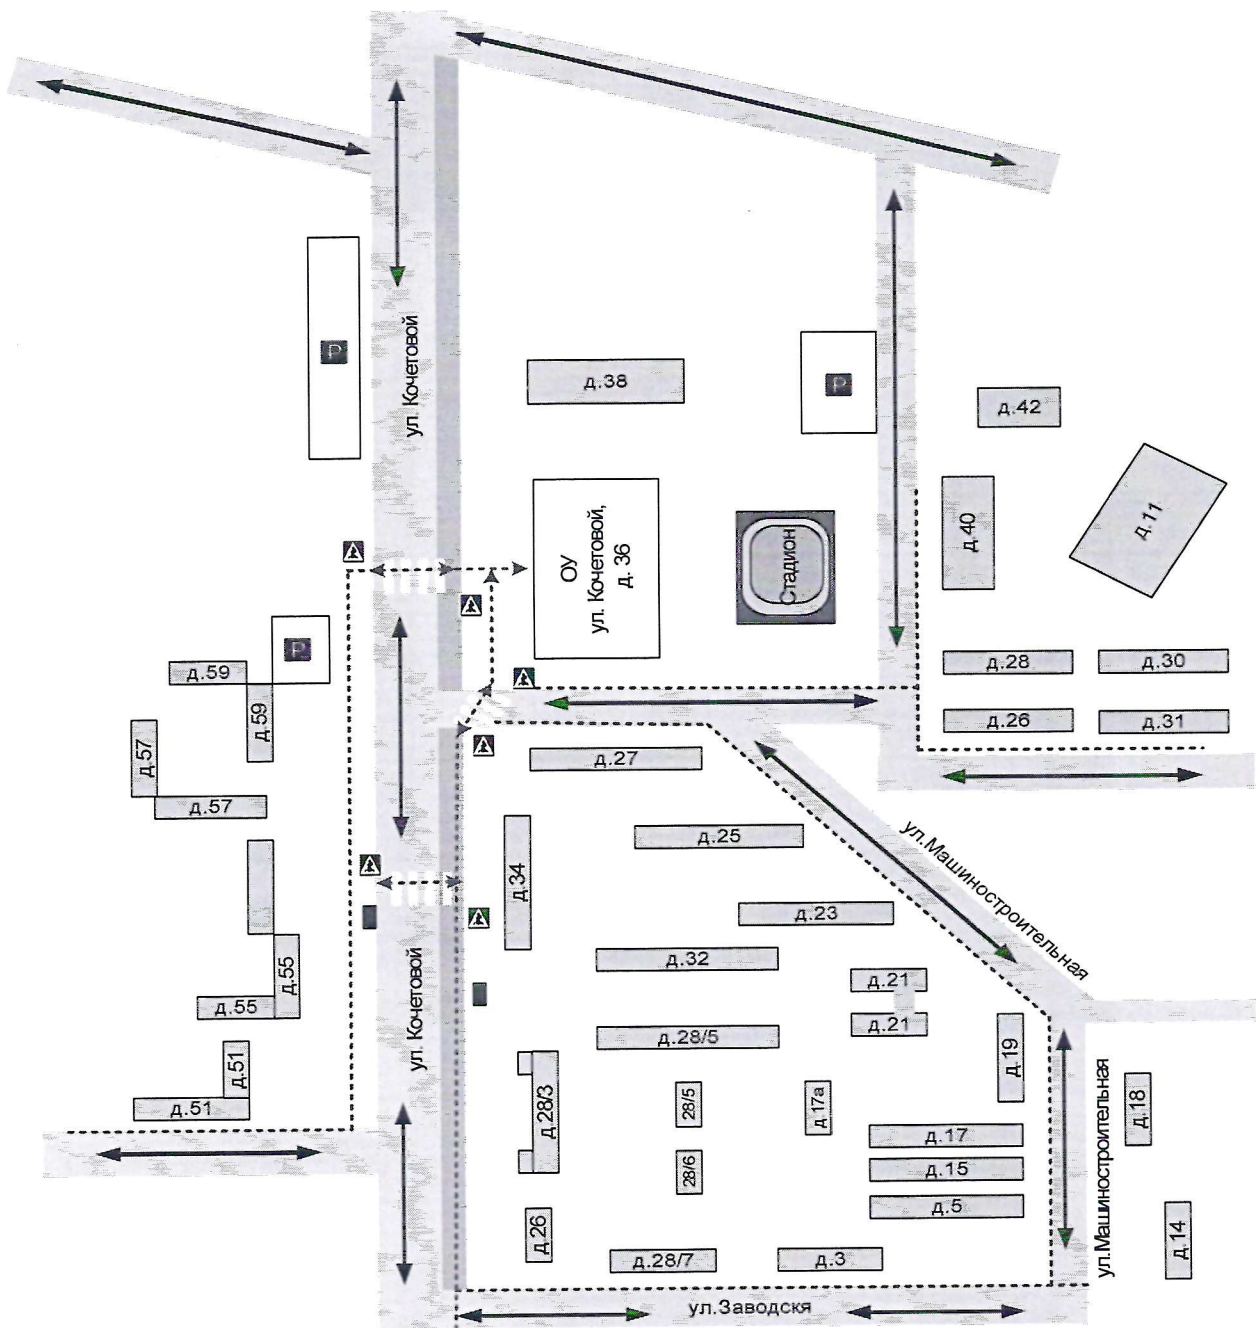 P
ул. Кочетовой
д.38
P
д.42
ОУ
ул. Кочетовой,
д. 36
Стадион
д.40
д.11
P
д.59
д.59
д.28
д.30
д.26
д.31
д.57
д.57
д.27
д.25
д.34
ул.Машиностроительная
д.23
д.32
д.21
д.21
д.55
д.55
ул. Кочетовой
д.28/5
д.19
д.51
д.51
д.28/3
28/5
д.17а
д.17
д.18
28/6
д.15
д.5
ул.Машиностроительная
д.26
д.28/7
д.3
д.14
ул.Заводскя